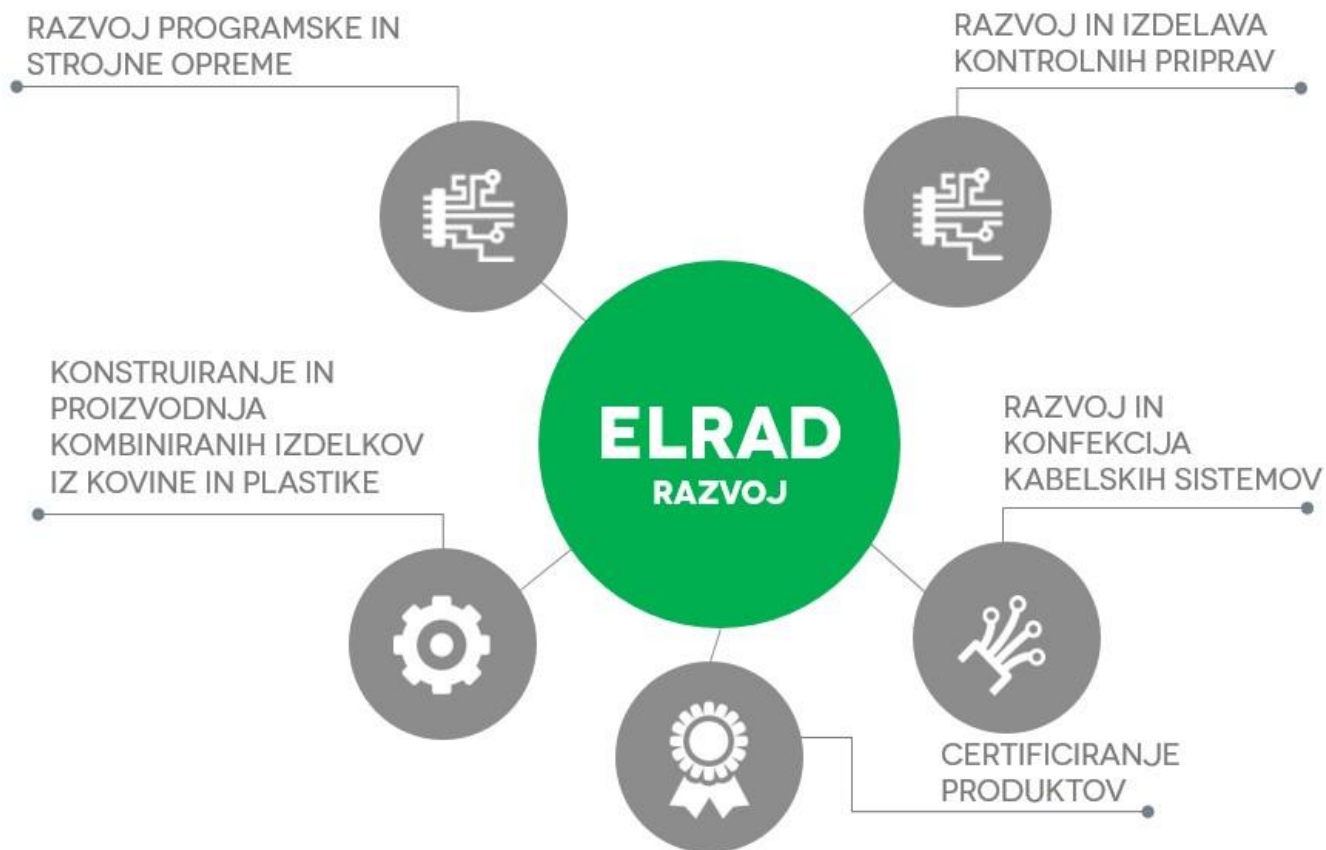 RAZVOJ PROGRAMSKE IN
STROJNE OPREME
RAZVOJ IN IZDELAVA
KONTROLNIH PRIPRAV
KONSTRUIRANJE IN
PROIZVODNJA
KOMBINIRANIH IZDELKOV
IZ KOVINE IN PLASTIKE
ELRAD
RAZVOJ
RAZVOJ IN
KONFEKCIJA
KABELSKIH SISTEMOV
CERTIFICIRANJE
PRODUKTOV